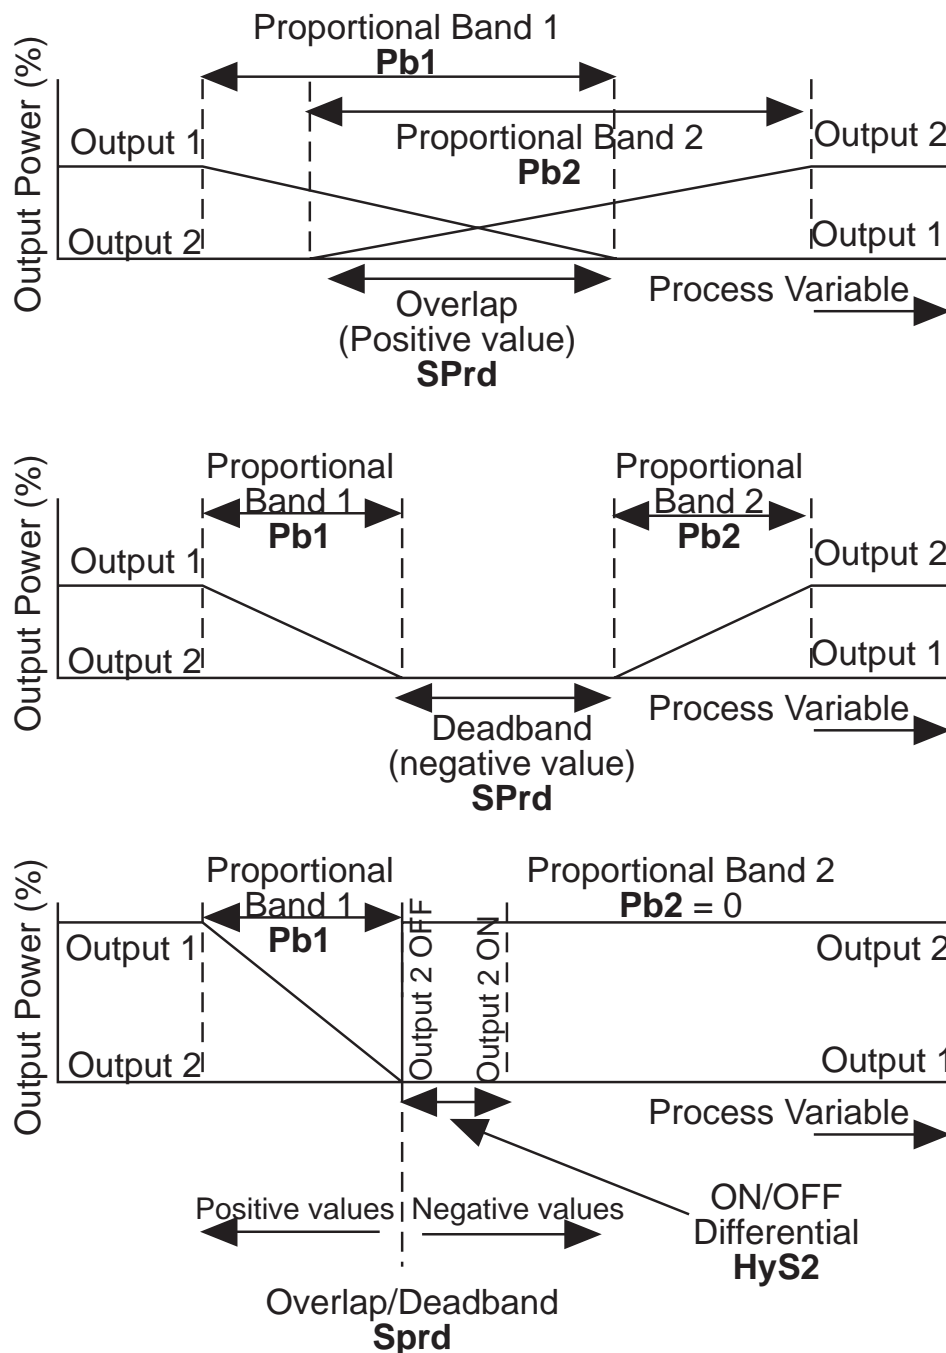 Proportional Band 1
Pb1
Output Power (%)
Output 1
Proportional Band 2
Pb2
Output 2
Output 2
Output 1
Overlap
(Positive value)
SPrd
Process Variable
Proportional
Band 1
Pb1
Proportional
Band 2
Pb2
Output Power (%)
Output 1
Output 2
Output 2
Output 1
Deadband
(negative value)
SPrd
Process Variable
Proportional
Band 1
Pb1
Proportional Band 2
Pb2 = 0
Output Power (%)
Output 1
Output 2 OFF
Output 2 ON
Output 2
Output 2
Output 1
Process Variable
Positive values
Negative values
ON/OFF
Differential
HyS2
Overlap/Deadband
Sprd